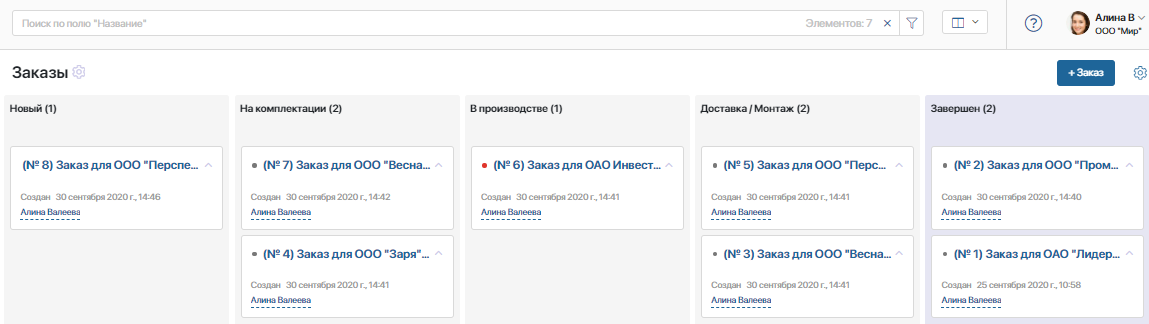 Поиск по полю "Название"
Элементов: 7
Алина В
ООО "Мир"
Заказы
+ Заказ
Новый (1)
(№ 8) Заказ для ООО "Перспе...
Создан 30 сентября 2020 г., 14:46
Алина Валеева
На комплектации (2)
(№ 7) Заказ для ООО "Весна...
Создан 30 сентября 2020 г., 14:42
Алина Валеева
(№ 4) Заказ для ООО "Заря"...
Создан 30 сентября 2020 г., 14:41
Алина Валеева
В производстве (1)
(№ 6) Заказ для ОАО Инвест...
Создан 30 сентября 2020 г., 14:41
Алина Валеева
Доставка / Монтаж (2)
(№ 5) Заказ для ООО "Перс...
Создан 30 сентября 2020 г., 14:41
Алина Валеева
(№ 3) Заказ для ООО "Весна...
Создан 30 сентября 2020 г., 14:41
Алина Валеева
Завершен (2)
(№ 2) Заказ для ООО "Пром...
Создан 30 сентября 2020 г., 14:40
Алина Валеева
(№ 1) Заказ для ОАО "Лидер...
Создан 25 сентября 2020 г., 10:58
Алина Валеева